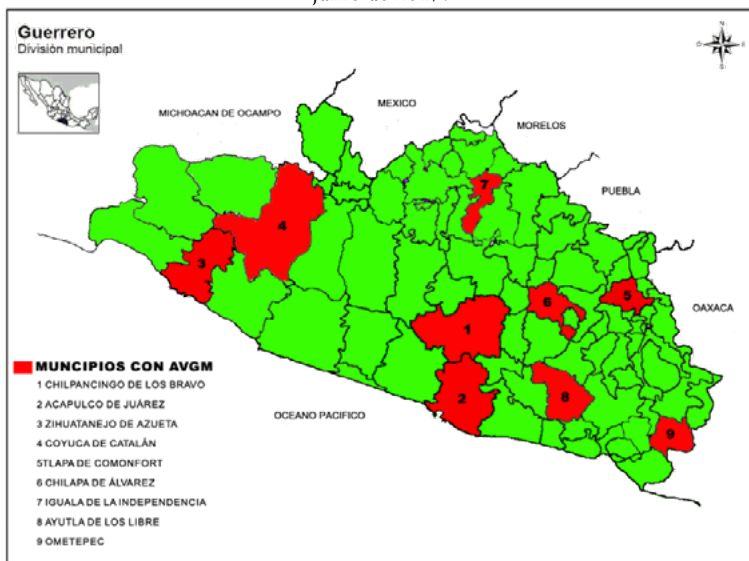 Guerrero
División municipal
N
O
E
S
MICHOACAN DE OCAMPO
MEXICO
MORELOS
PUEBLA
OAXACA
OCEANO PACIFICO
7
4
3
6
5
1
8
2
9
MUNCIPIOS CON AVGM
1 CHILPANCINGO DE LOS BRAVO
2 ACAPULCO DE JUÁREZ
3 ZIHUATANEJO DE AZUETA
4 COYUCA DE CATALÁN
5TLAPA DE COMONFORT
6 CHILAPA DE ÁLVAREZ
7 IGUALA DE LA INDEPENDENCIA
8 AYUTLA DE LOS LIBRE
9 OMETEPEC